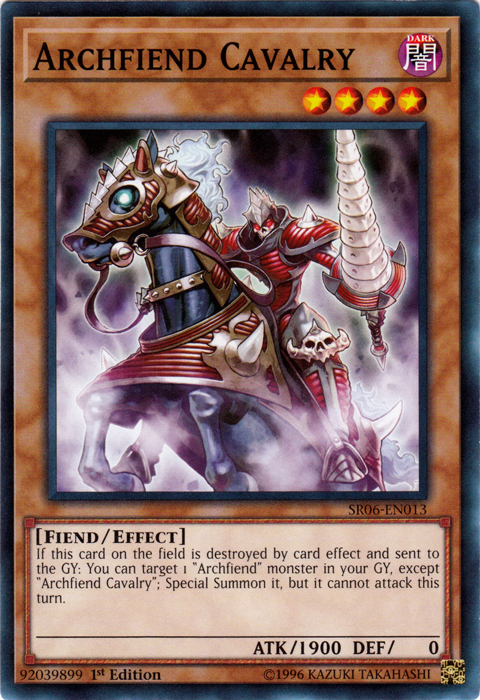 ARCHFIEND CAVALRY
DARK
闇
SR06-EN013
[FIEND/EFFECT]
If this card on the field is destroyed by card effect and sent to
the GY: You can target 1 "Archfiend" monster in your GY, except
"Archfiend Cavalry"; Special Summon it, but it cannot attack this
turn.
ATK/1900 DEF/ 0
92039899 1st Edition ©1996 KAZUKI TAKAHASHI